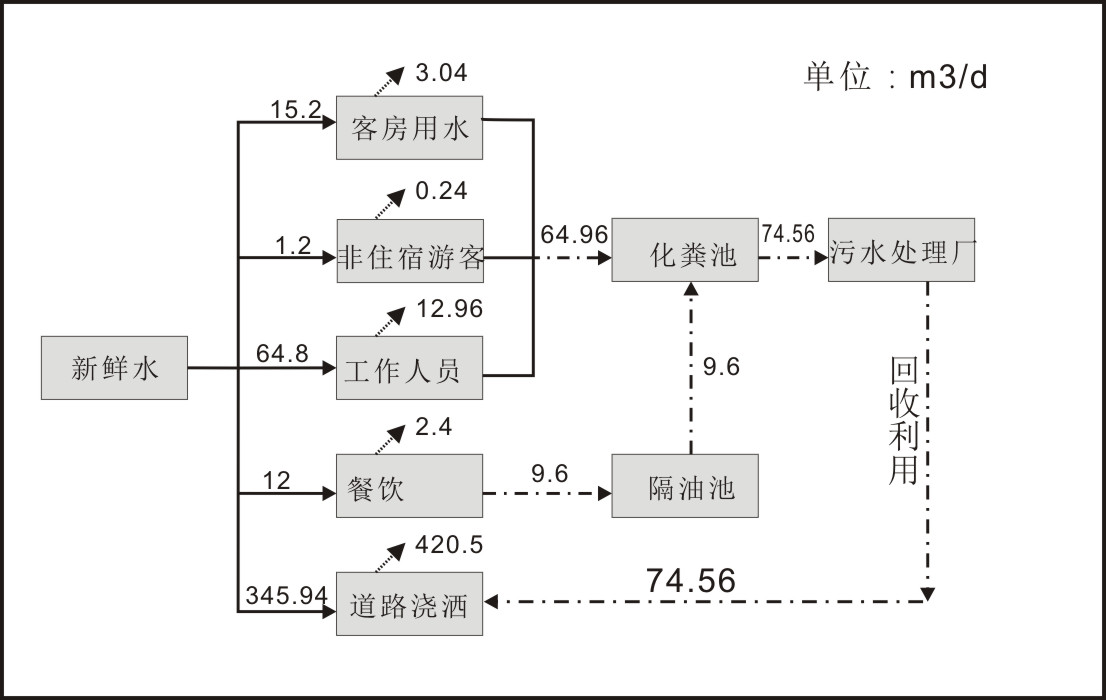 单位：m3/d
3.04
15.2
客房用水
0.24
1.2
非住宿游客
64.96
化粪池
74.56
污水处理厂
12.96
新鲜水
64.8
工作人员
9.6
回收利用
2.4
12
餐饮
9.6
隔油池
420.5
345.94
道路浇洒
74.56